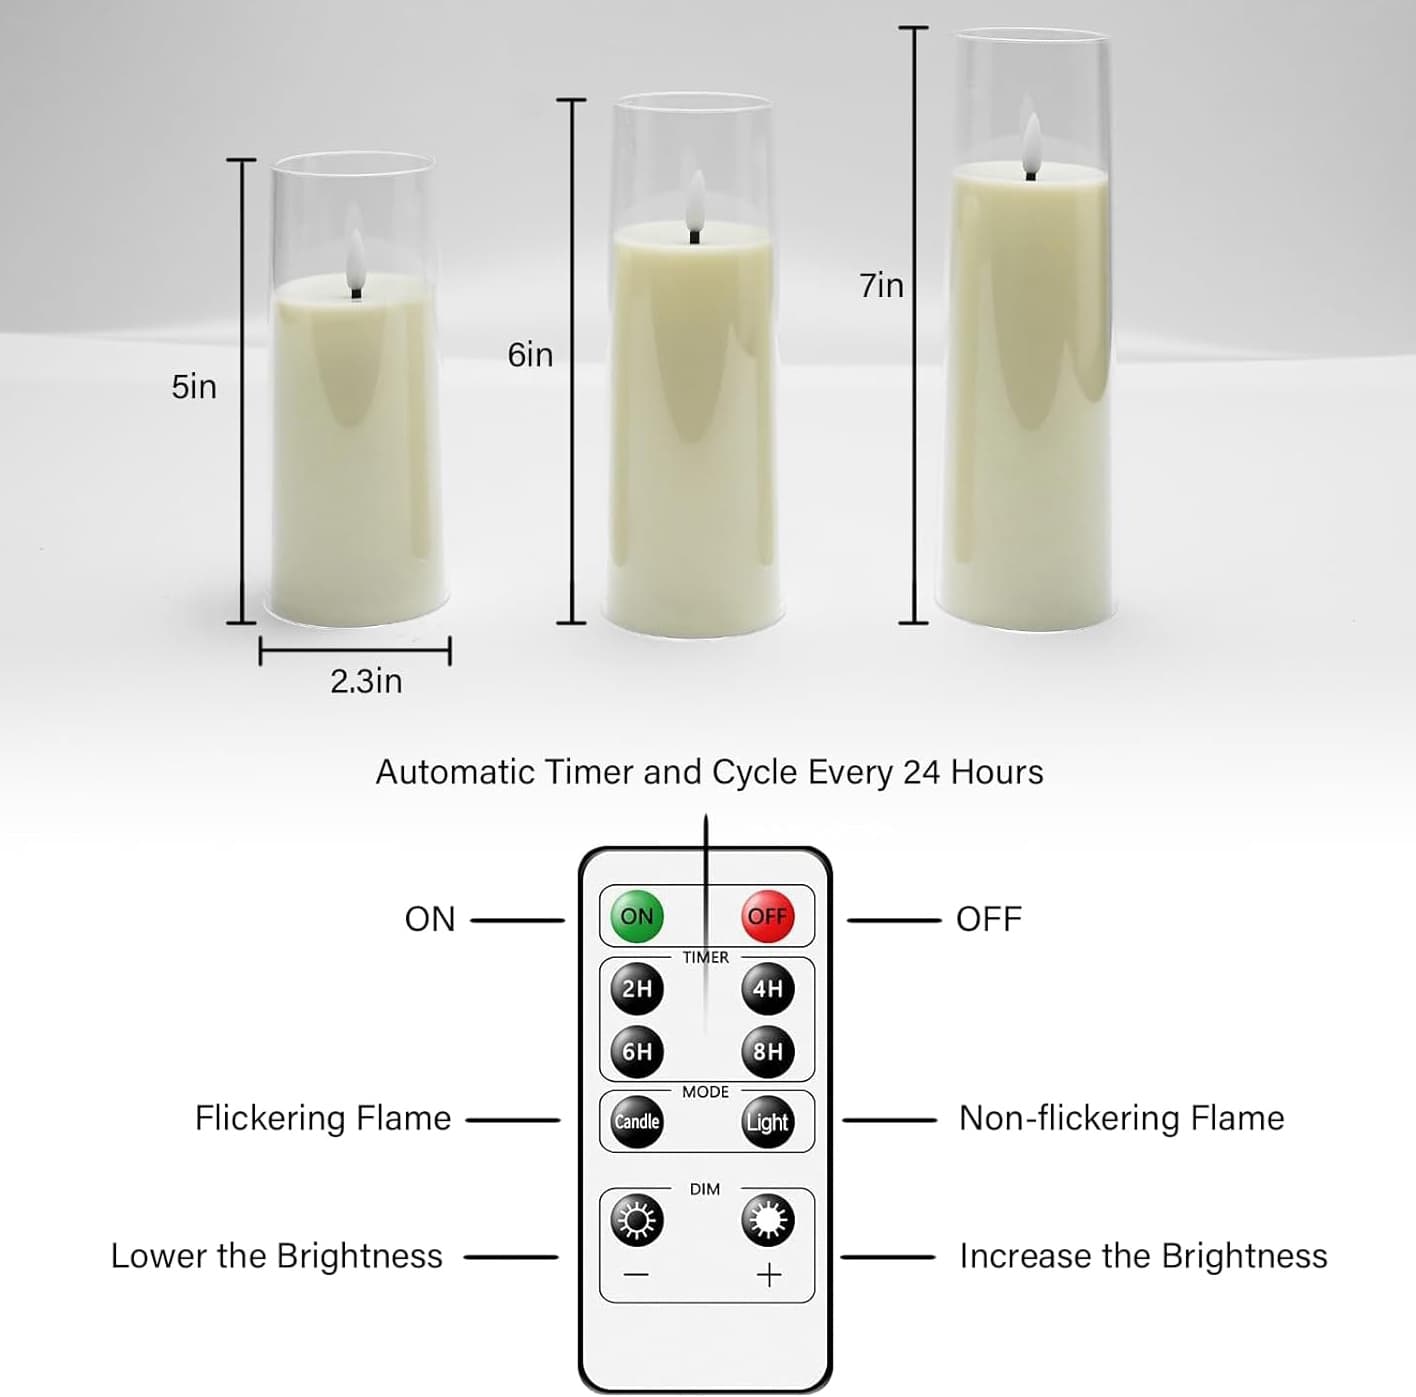 7in
6in
5in
2.3in
Automatic Timer and Cycle Every 24 Hours
ON
ON
OFF
OFF
TIMER
2H
4H
6H
8H
MODE
Flickering Flame
Candle
Light
Non-flickering Flame
DIM
Lower the Brightness
− +
Increase the Brightness